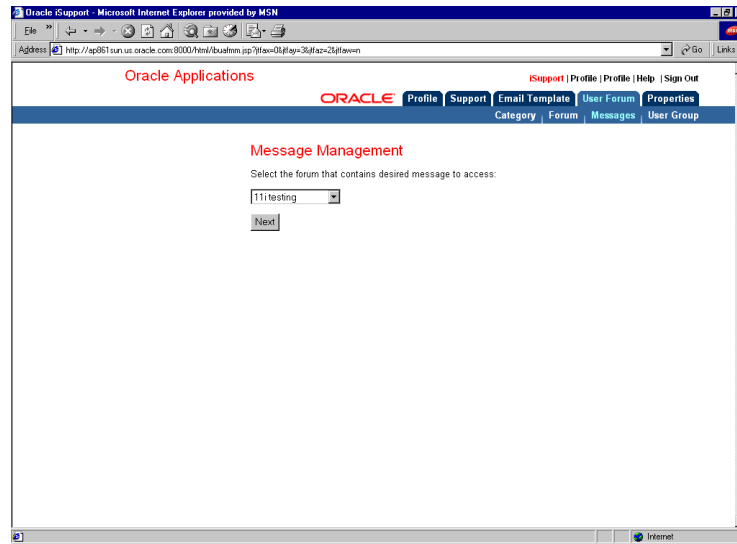 Oracle iSupport - Microsoft Internet Explorer provided by MSN
File »
Address http://ap861sun.us.oracle.com:8000/html/ibualmm.jsp?jtfax=0&jtfay=3&jtfaz=2&jtfaw=n Go Links
Oracle Applications
iSupport | Profile | Profile | Help | Sign Out
ORACLE Profile Support Email Template User Forum Properties
Category | Forum | Messages | User Group
Message Management
Select the forum that contains desired message to access:
11i testing
Next
Internet